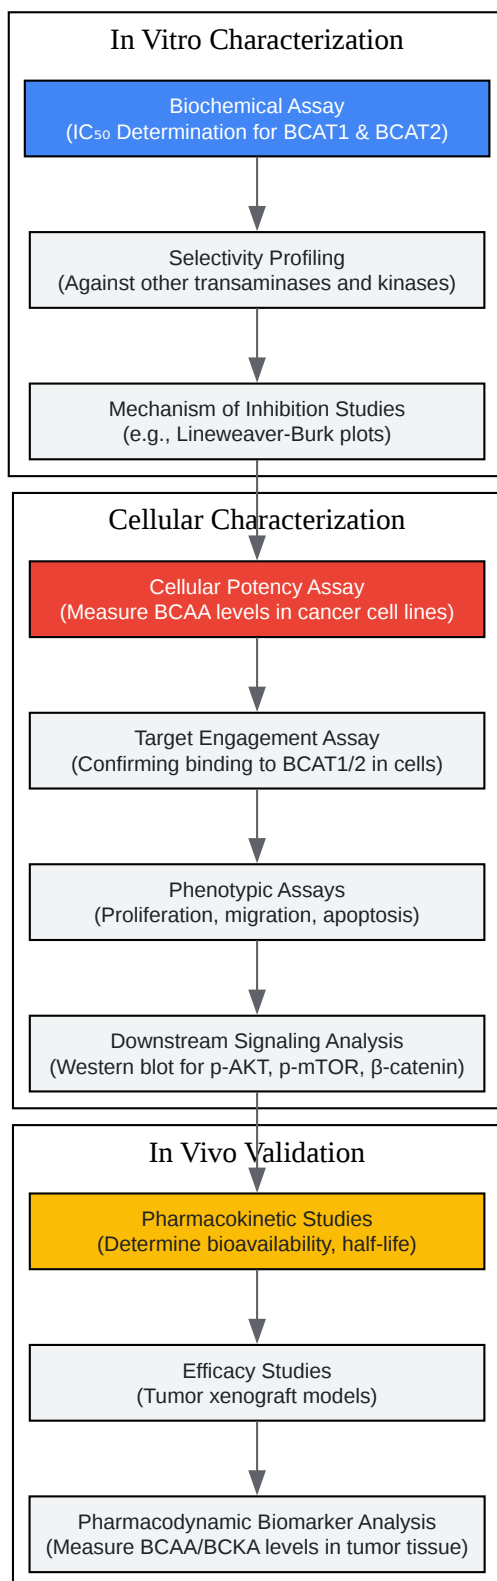 In Vitro Characterization
Biochemical Assay
(IC₅₀ Determination for BCAT1 & BCAT2)
Selectivity Profiling
(Against other transaminases and kinases)
Mechanism of Inhibition Studies
(e.g., Lineweaver-Burk plots)
Cellular Characterization
Cellular Potency Assay
(Measure BCAA levels in cancer cell lines)
Target Engagement Assay
(Confirming binding to BCAT1/2 in cells)
Phenotypic Assays
(Proliferation, migration, apoptosis)
Downstream Signaling Analysis
(Western blot for p-AKT, p-mTOR, β-catenin)
In Vivo Validation
Pharmacokinetic Studies
(Determine bioavailability, half-life)
Efficacy Studies
(Tumor xenograft models)
Pharmacodynamic Biomarker Analysis
(Measure BCAA/BCKA levels in tumor tissue)